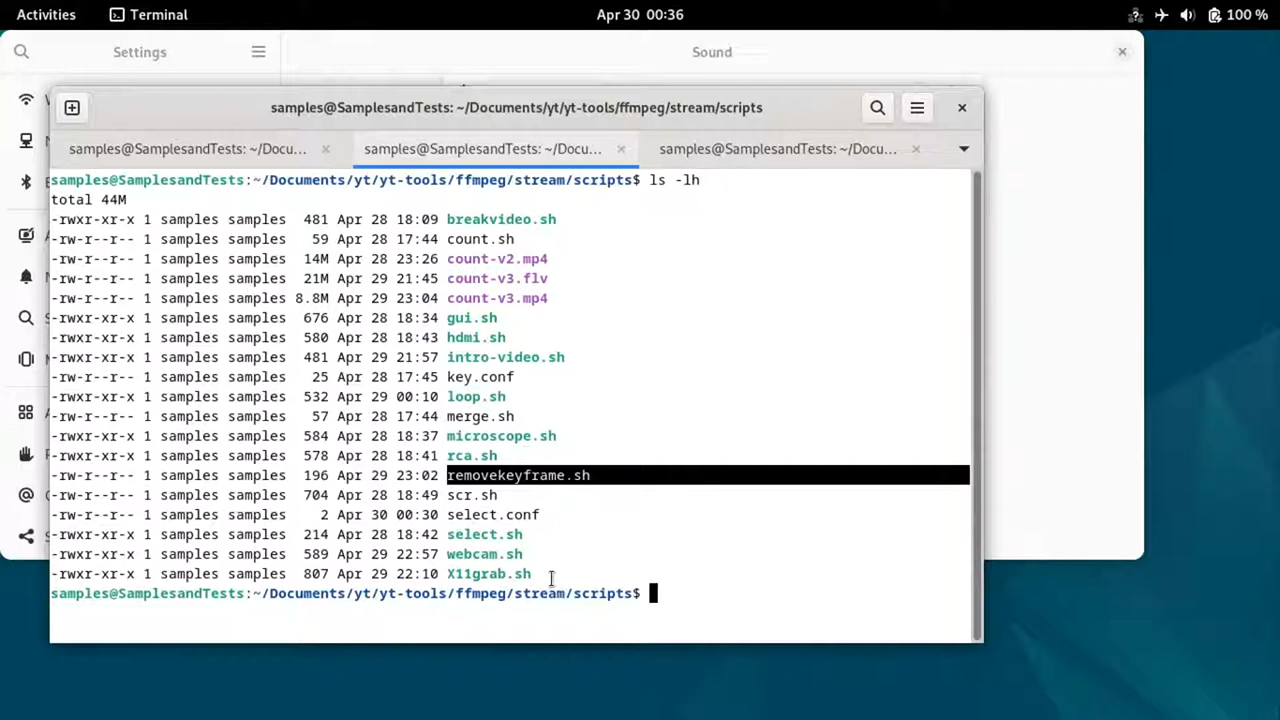 Activities Terminal Apr 30 00:36 100 %
Settings Sound
samples@SamplesandTests: ~/Documents/yt/yt-tools/ffmpeg/stream/scripts
samples@SamplesandTests: ~/Docu... samples@SamplesandTests: ~/Docu... samples@SamplesandTests: ~/Docu...
samples@SamplesandTests:~/Documents/yt/yt-tools/ffmpeg/stream/scripts$ ls -lh
total 44M
-rwxr-xr-x 1 samples samples 481 Apr 28 18:09 breakvideo.sh
-rw-r--r-- 1 samples samples 59 Apr 28 17:44 count.sh
-rw-r--r-- 1 samples samples 14M Apr 28 23:26 count-v2.mp4
-rw-r--r-- 1 samples samples 21M Apr 29 21:45 count-v3.flv
-rw-r--r-- 1 samples samples 8.8M Apr 29 23:04 count-v3.mp4
-rwxr-xr-x 1 samples samples 676 Apr 28 18:34 gui.sh
-rwxr-xr-x 1 samples samples 580 Apr 28 18:43 hdmi.sh
-rwxr-xr-x 1 samples samples 481 Apr 29 21:57 intro-video.sh
-rw-r--r-- 1 samples samples 25 Apr 28 17:45 key.conf
-rwxr-xr-x 1 samples samples 532 Apr 29 00:10 loop.sh
-rw-r--r-- 1 samples samples 57 Apr 28 17:44 merge.sh
-rwxr-xr-x 1 samples samples 584 Apr 28 18:37 microscope.sh
-rwxr-xr-x 1 samples samples 578 Apr 28 18:41 rca.sh
-rw-r--r-- 1 samples samples 196 Apr 29 23:02 removekeyframe.sh
-rw-r--r-- 1 samples samples 704 Apr 28 18:49 scr.sh
-rw-r--r-- 1 samples samples 2 Apr 30 00:30 select.conf
-rwxr-xr-x 1 samples samples 214 Apr 28 18:42 select.sh
-rwxr-xr-x 1 samples samples 589 Apr 29 22:57 webcam.sh
-rwxr-xr-x 1 samples samples 807 Apr 29 22:10 X11grab.sh
samples@SamplesandTests:~/Documents/yt/yt-tools/ffmpeg/stream/scripts$